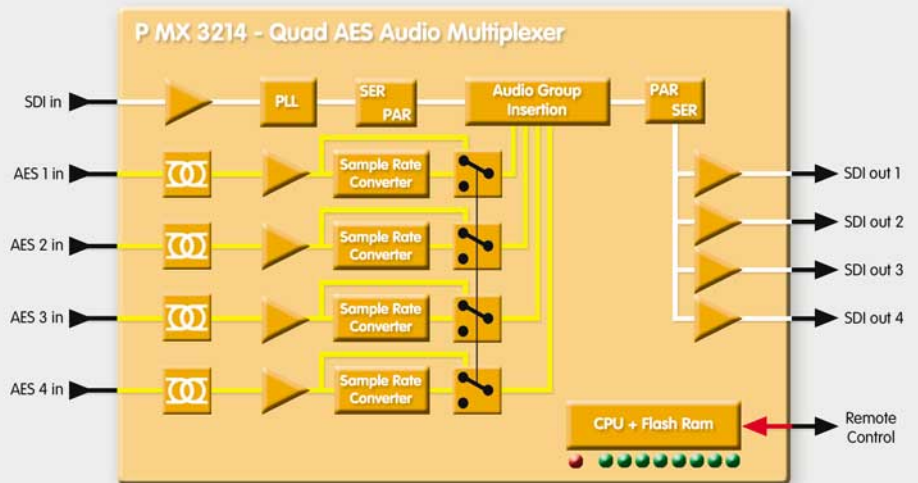 P MX 3214 - Quad AES Audio Multiplexer
SDI in
PLL
SER
PAR
Audio Group
Insertion
PAR
SER
AES 1 in
Sample Rate
Converter
SDI out 1
AES 2 in
Sample Rate
Converter
SDI out 2
AES 3 in
Sample Rate
Converter
SDI out 3
AES 4 in
Sample Rate
Converter
SDI out 4
CPU + Flash Ram
Remote
Control